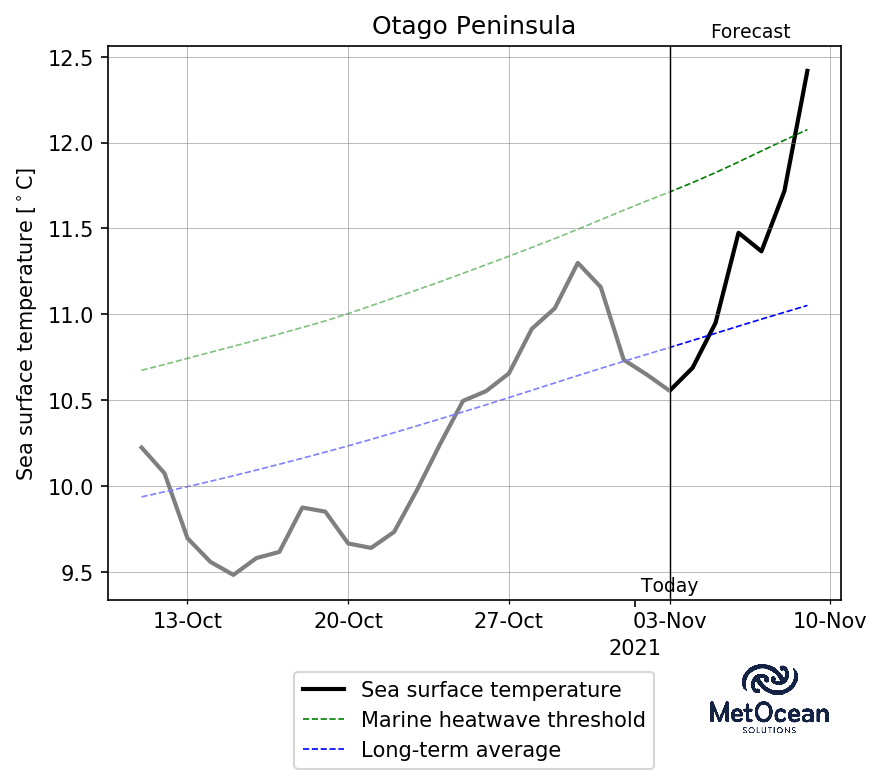 Otago Peninsula
Forecast
Sea surface temperature [°C]
12.5
12.0
11.5
11.0
10.5
10.0
9.5
Today
13-Oct 20-Oct 27-Oct 03-Nov 10-Nov
2021
Sea surface temperature
Marine heatwave threshold
Long-term average
MetOcean
SOLUTIONS